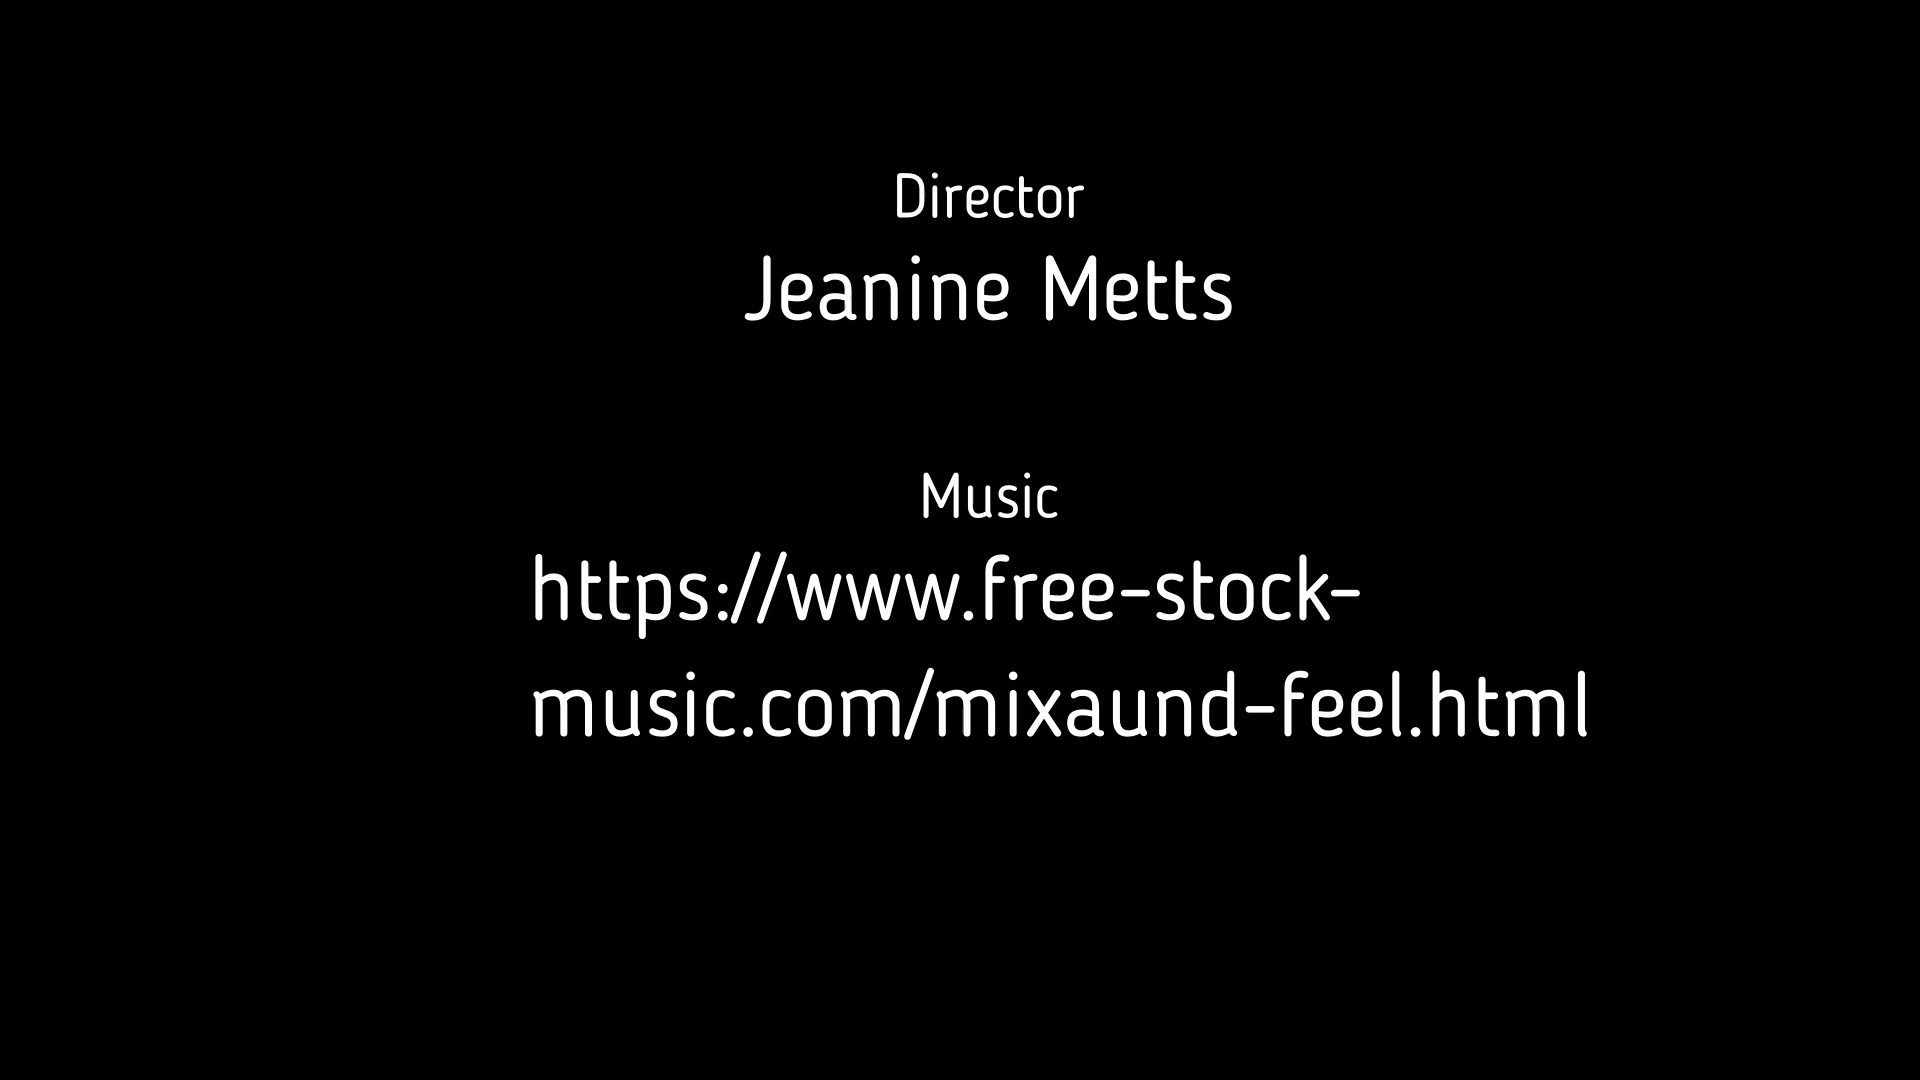 Director
Jeanine Metts
Music
https://www.free-stock-
music.com/mixaund-feel.html